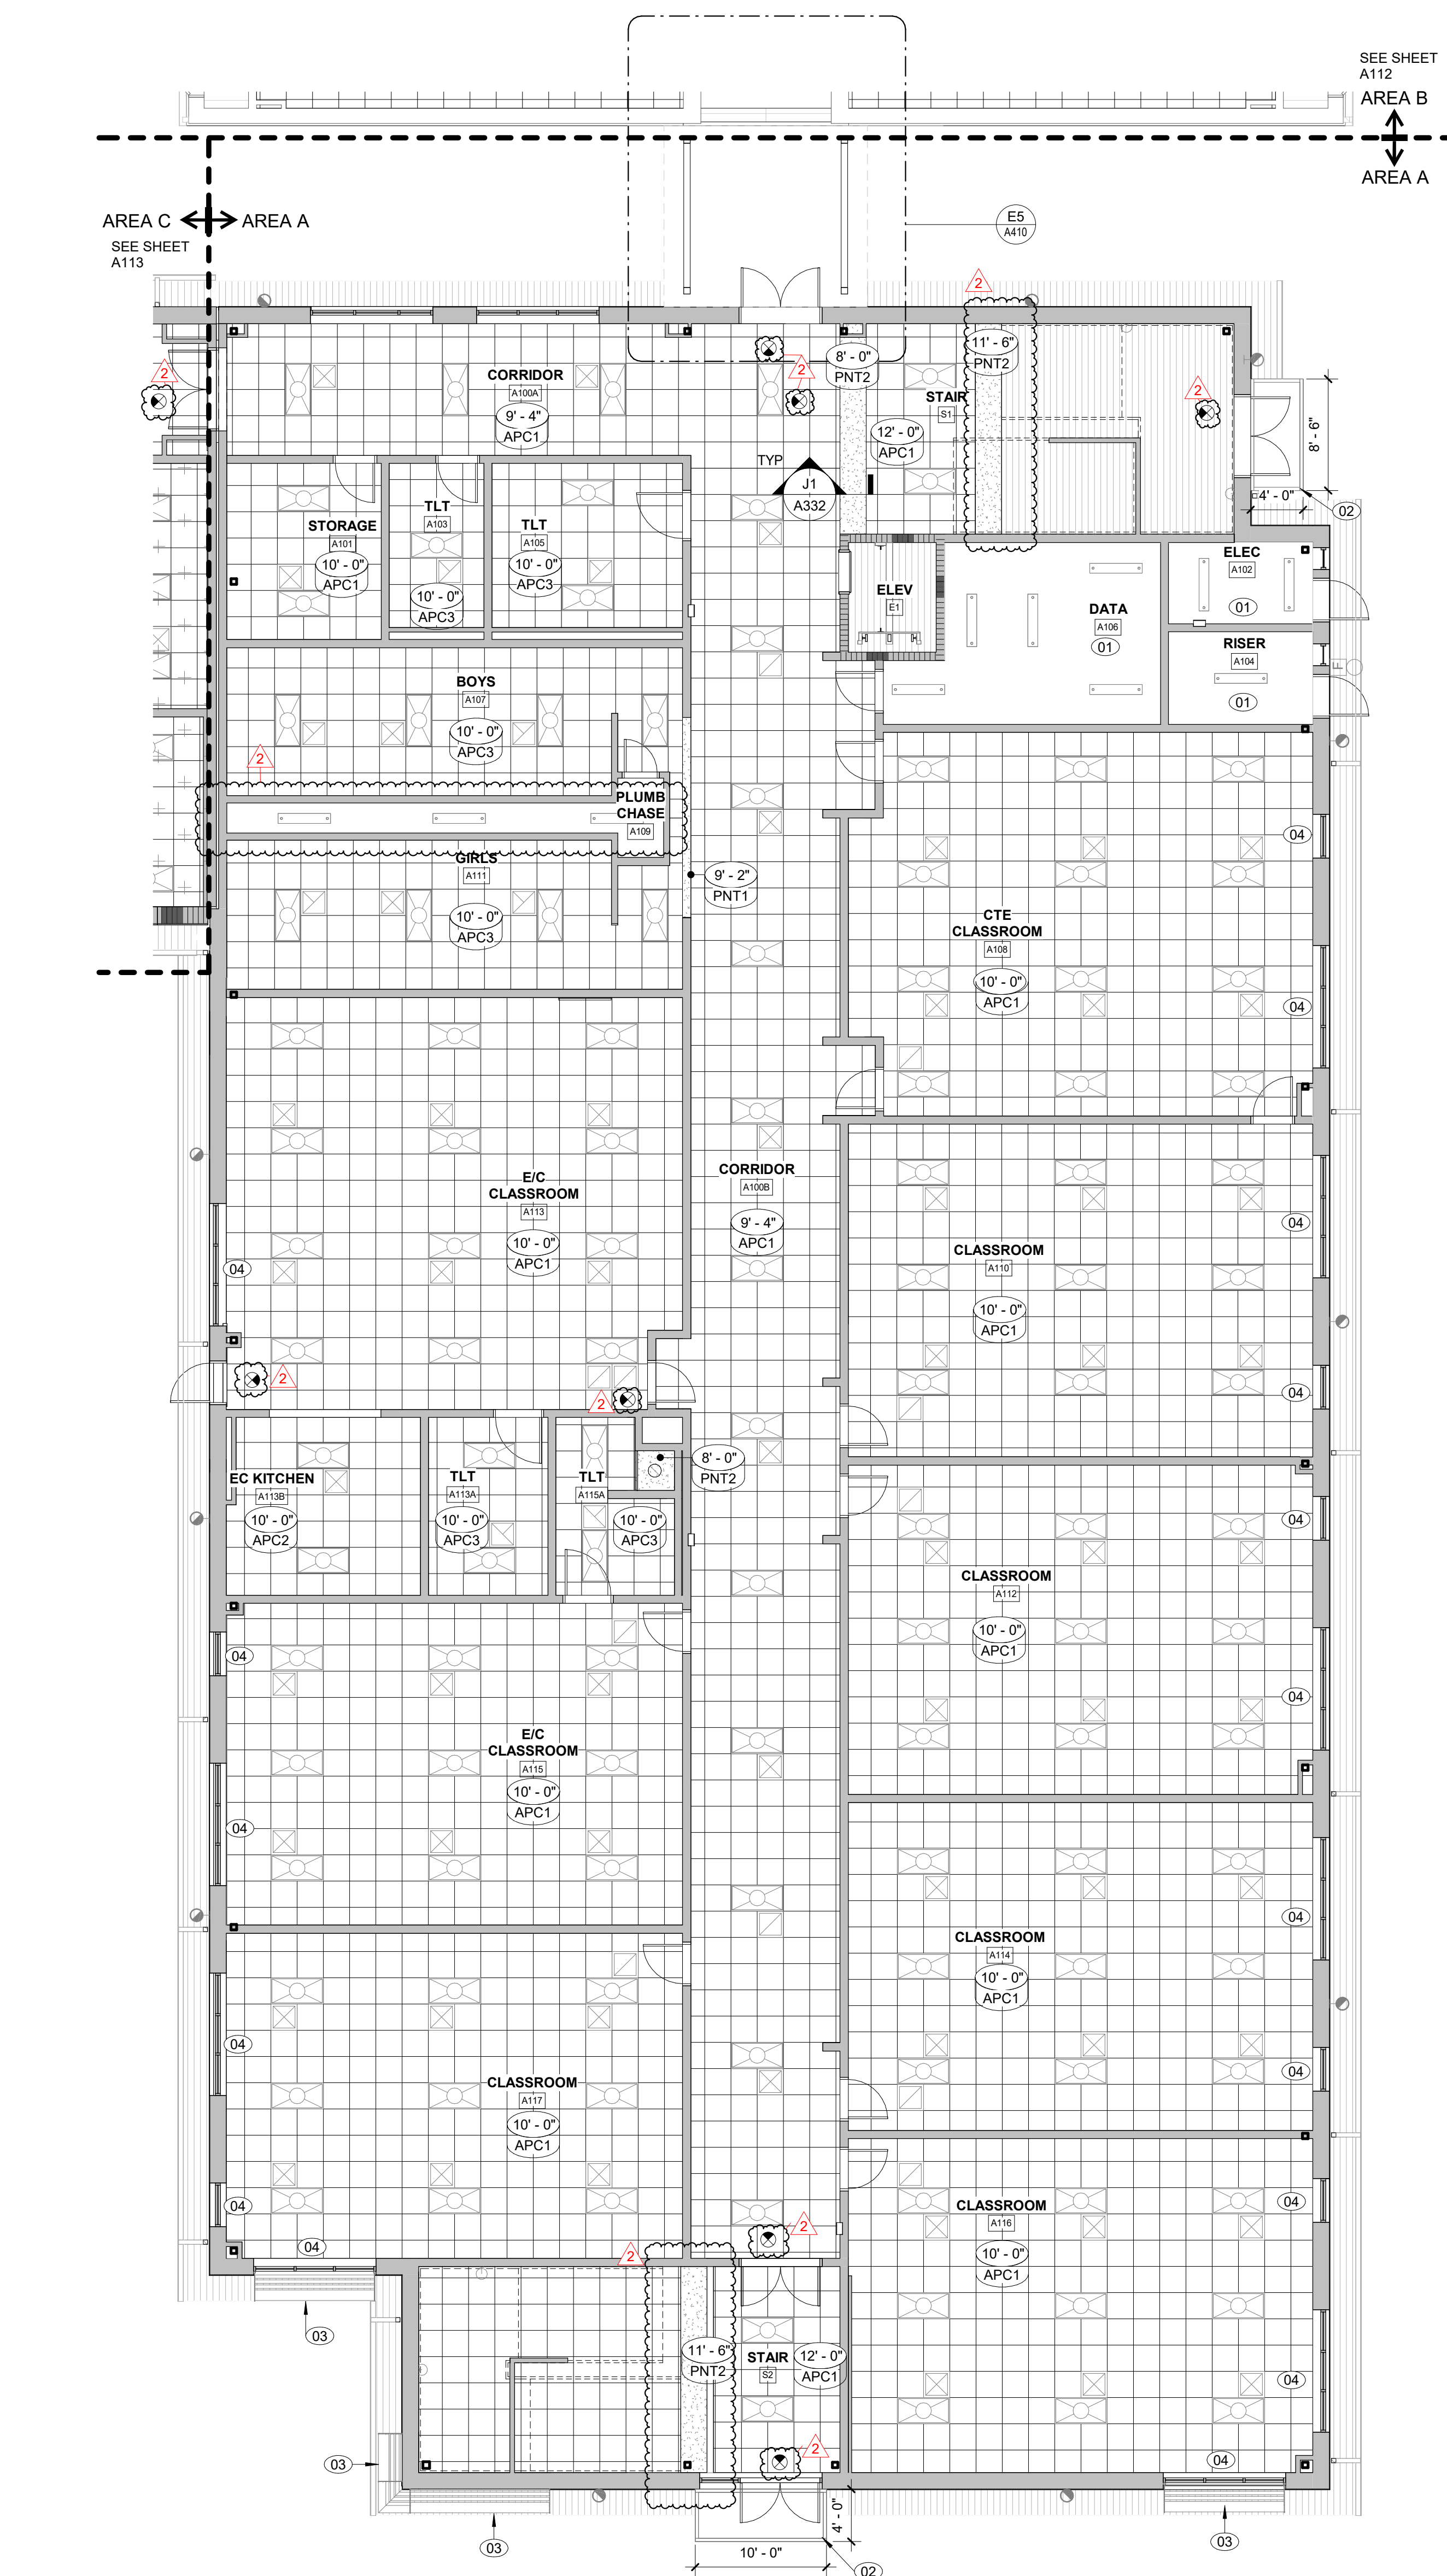 SEE SHEET
A112
AREA B
AREA A
AREA C
AREA A
SEE SHEET
A113
E5
A410
2
2
2
2
CORRIDOR
A100A
9' - 4"
APC1
8' - 0"
PNT2
11' - 6"
PNT2
STAIR
S1
12' - 0"
APC1
8' - 6"
4' - 0"
02
TYP
J1
A332
STORAGE
A101
10' - 0"
APC1
TLT
A103
10' - 0"
APC3
TLT
A105
10' - 0"
APC3
ELEV
E1
DATA
A106
01
ELEC
A102
01
RISER
A104
01
F
BOYS
A107
10' - 0"
APC3
2
PLUMB
CHASE
A109
GIRLS
A111
10' - 0"
APC3
9' - 2"
PNT1
CTE
CLASSROOM
A108
10' - 0"
APC1
04
04
E/C
CLASSROOM
A113
10' - 0"
APC1
04
CORRIDOR
A100B
9' - 4"
APC1
CLASSROOM
A110
10' - 0"
APC1
04
04
2
2
EC KITCHEN
A113B
10' - 0"
APC2
TLT
A113A
10' - 0"
APC3
TLT
A115A
10' - 0"
APC3
8' - 0"
PNT2
CLASSROOM
A112
10' - 0"
APC1
04
04
04
E/C
CLASSROOM
A115
10' - 0"
APC1
04
CLASSROOM
A114
10' - 0"
APC1
04
04
04
CLASSROOM
A117
10' - 0"
APC1
04
04
CLASSROOM
A116
10' - 0"
APC1
04
04
04
2
2
11' - 6"
PNT2
STAIR
S2
12' - 0"
APC1
2
03
03
03
03
4' - 0"
10' - 0"
02